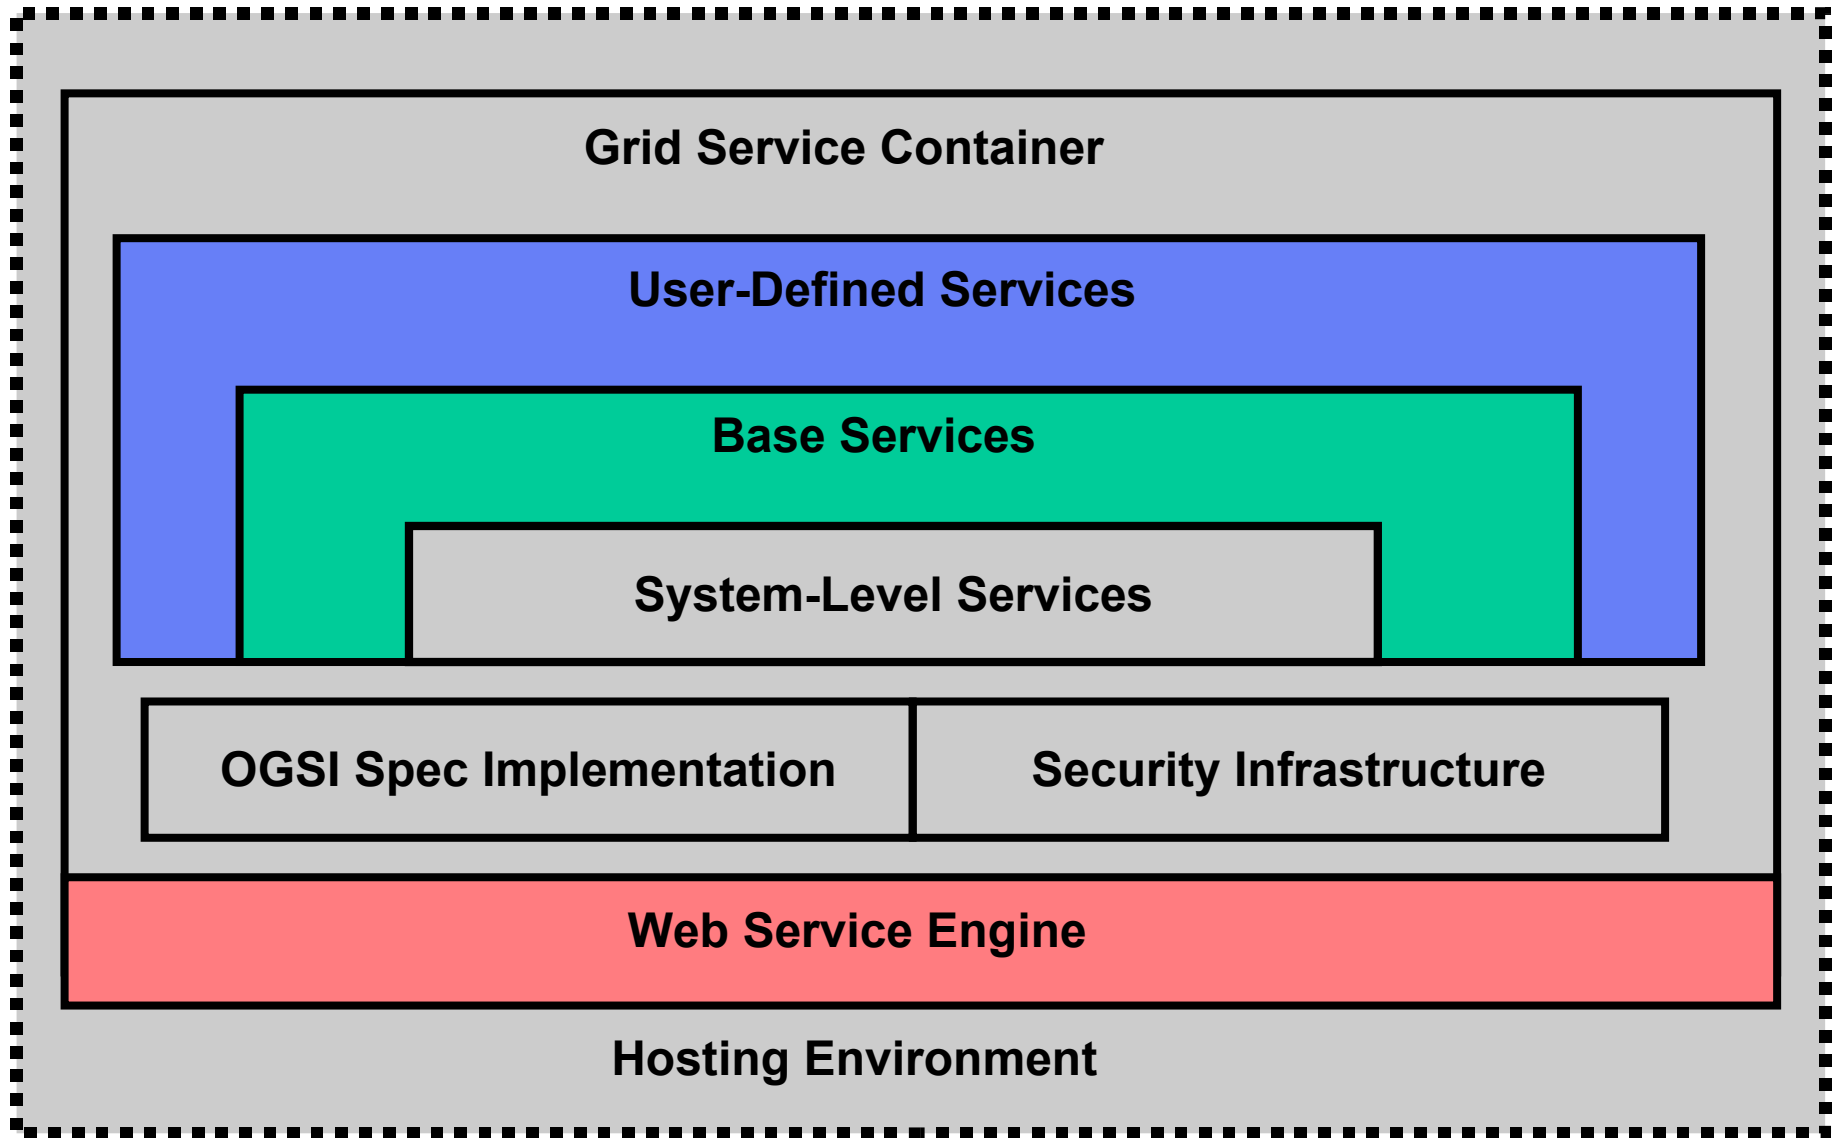 Grid Service Container
User-Defined Services
Base Services
System-Level Services
OGSI Spec Implementation
Security Infrastructure
Web Service Engine
Hosting Environment